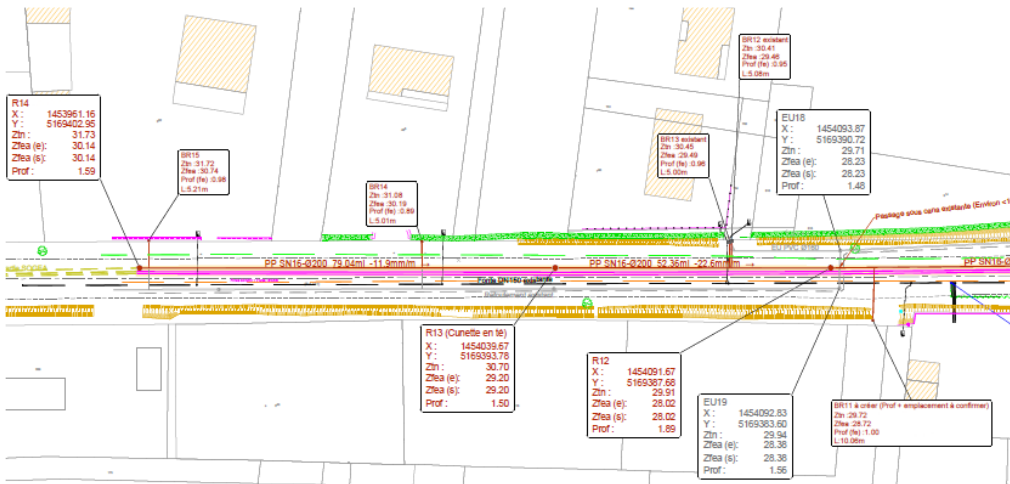 BR12 existant
Ztn :30.41
Zfea :29.46
Prof (fe) :0.95
L:5.08m
R14
X : 1453961.16
Y : 5169402.95
Ztn : 31.73
Zfea (e): 30.14
Zfea (s): 30.14
Prof : 1.59
BR15
Ztn :31.72
Zfea :30.74
Prof (fe) :0.98
L:5.21m
BR14
Ztn :31.08
Zfea :30.19
Prof (fe) :0.89
L:5.01m
BR13 existant
Ztn :30.45
Zfea :29.49
Prof (fe) :0.96
L:5.00m
EU18
X : 1454093.87
Y : 5169390.72
Ztn : 29.71
Zfea (e): 28.23
Zfea (s): 28.23
Prof : 1.48
PP SN16-Ø200 79.04ml -11.9mm/m
PP SN16-Ø200 52.36ml -22.6mm/m
PP SN16-Ø
Fonte DN150 existante
R13 (Cunette en té)
X : 1454039.67
Y : 5169393.78
Ztn : 30.70
Zfea (e): 29.20
Zfea (s): 29.20
Prof : 1.50
R12
X : 1454091.67
Y : 5169387.68
Ztn : 29.91
Zfea (e): 28.02
Zfea (s): 28.02
Prof : 1.89
EU19
X : 1454092.83
Y : 5169383.60
Ztn : 29.94
Zfea (e): 28.38
Zfea (s): 28.38
Prof : 1.56
BR11 à créer (Prof + emplacement à confirmer)
Ztn :29.72
Zfea :28.72
Prof (fe) :1.00
L:10.06m